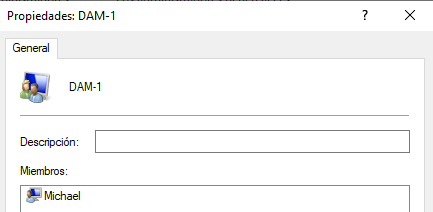 Propiedades: DAM-1
General
DAM-1
Descripción:
Miembros:
Michael